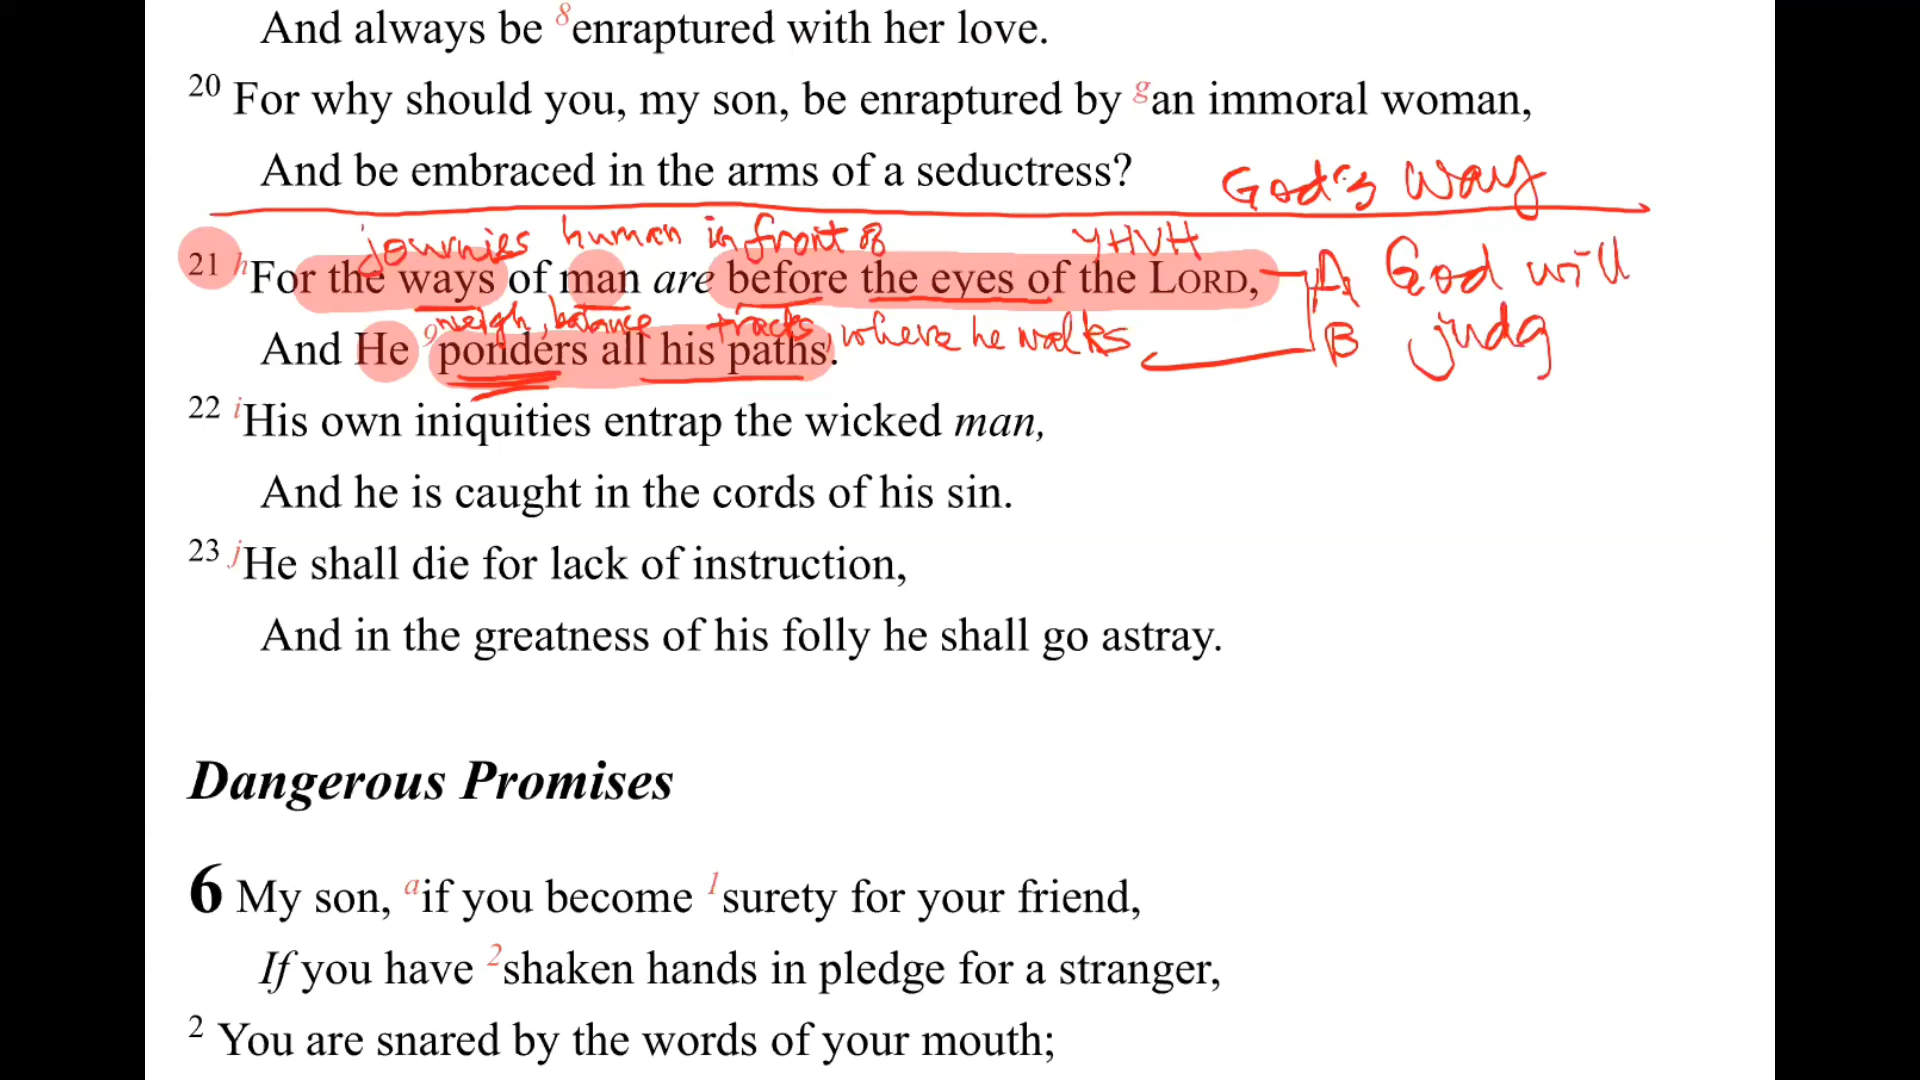 And always be 8enraptured with her love.
20 For why should you, my son, be enraptured by g an immoral woman,
And be embraced in the arms of a seductress?
God's way
journies human in front of YHVH
21 h For the ways of man are before the eyes of the LORD, A God will
weigh, balance tracks, where he walks
And He 9ponders all his paths. B judg
22 i His own iniquities entrap the wicked man,
And he is caught in the cords of his sin.
23 j He shall die for lack of instruction,
And in the greatness of his folly he shall go astray.
Dangerous Promises
6 My son, a if you become 1surety for your friend,
If you have 2shaken hands in pledge for a stranger,
2 You are snared by the words of your mouth;